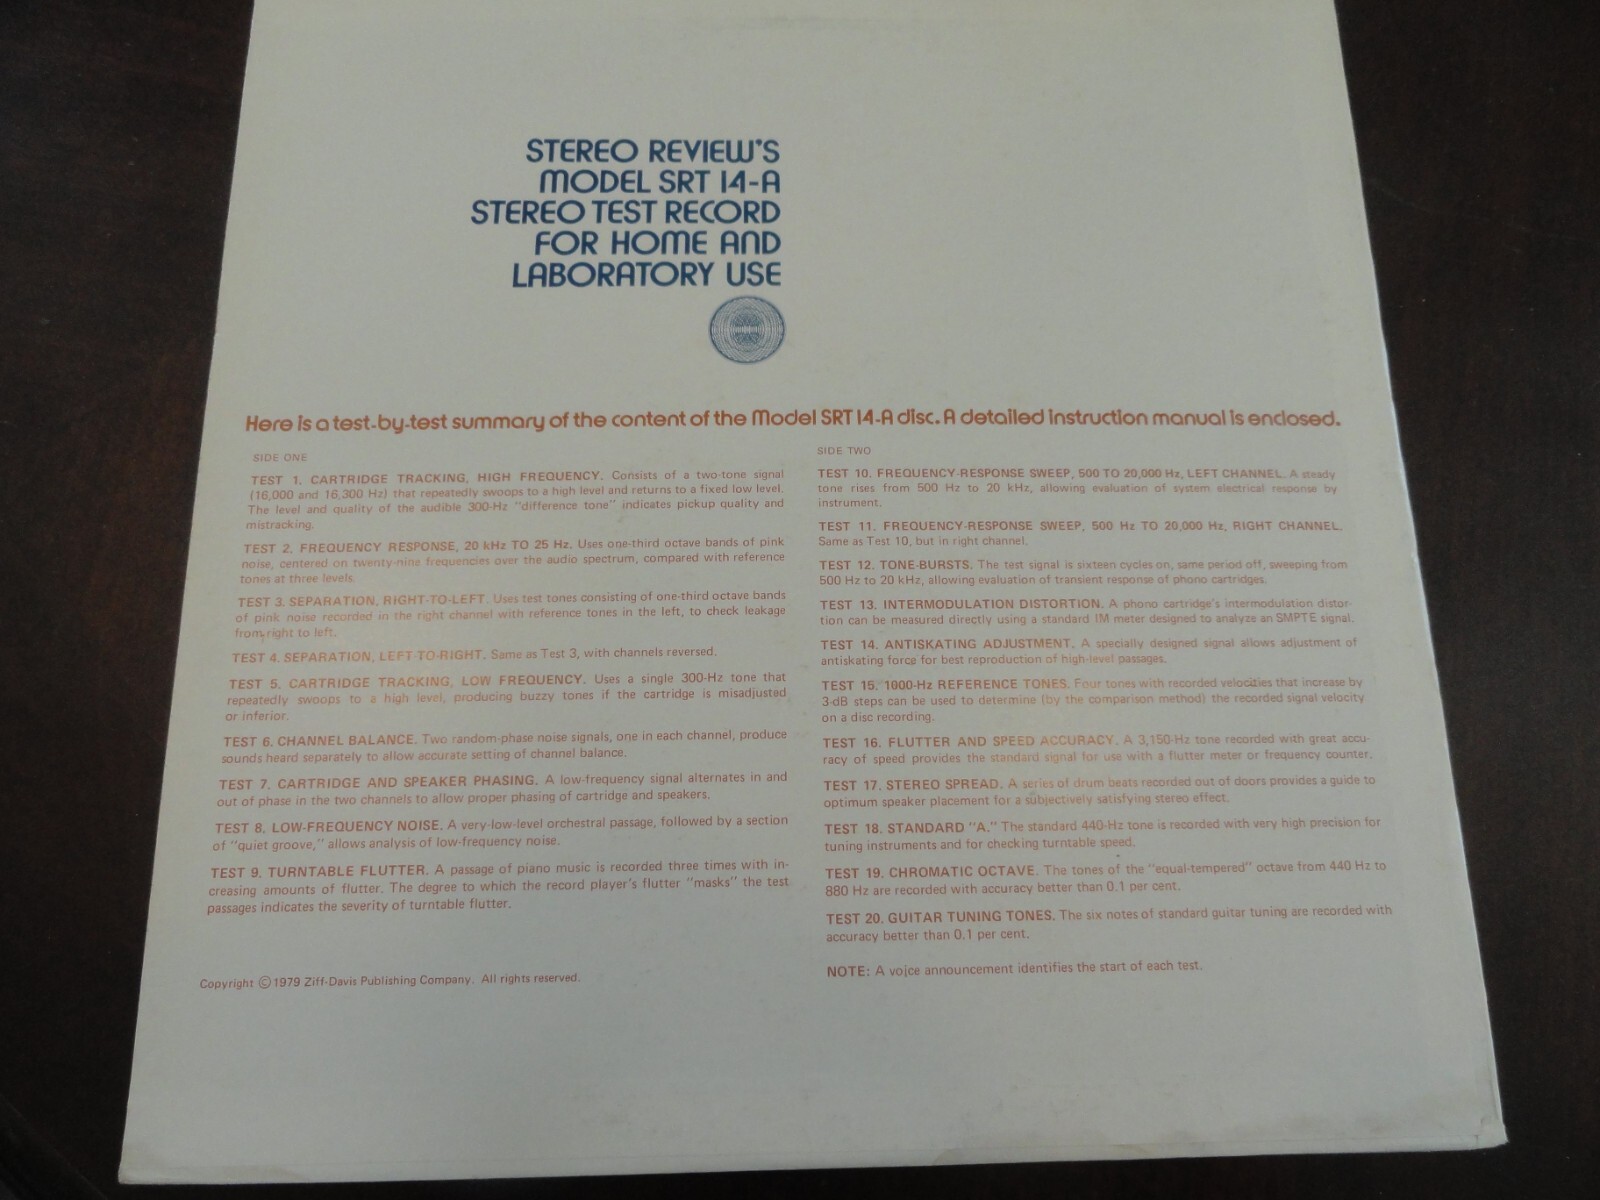 STEREO REVIEW'S
MODEL SRT 14-A
STEREO TEST RECORD
FOR HOME AND
LABORATORY USE
Here is a test-by-test summary of the content of the Model SRT 14-A disc. A detailed instruction manual is enclosed.
SIDE ONE
TEST 1. CARTRIDGE TRACKING, HIGH FREQUENCY. Consists of a two-tone signal
(16,000 and 16,300 Hz) that repeatedly swoops to a high level and returns to a fixed low level.
The level and quality of the audible 300-Hz "difference tone" indicates pickup quality and
mistracking.
TEST 2. FREQUENCY RESPONSE, 20 kHz TO 25 Hz. Uses one-third octave bands of pink
noise, centered on twenty-nine frequencies over the audio spectrum, compared with reference
tones at three levels.
TEST 3. SEPARATION, RIGHT-TO-LEFT. Uses test tones consisting of one-third octave bands
of pink noise recorded in the right channel with reference tones in the left, to check leakage
from right to left.
TEST 4. SEPARATION, LEFT-TO-RIGHT. Same as Test 3, with channels reversed.
TEST 5. CARTRIDGE TRACKING, LOW FREQUENCY. Uses a single 300-Hz tone that
repeatedly swoops to a high level, producing buzzy tones if the cartridge is misadjusted
or inferior.
TEST 6. CHANNEL BALANCE. Two random-phase noise signals, one in each channel, produce
sounds heard separately to allow accurate setting of channel balance.
TEST 7. CARTRIDGE AND SPEAKER PHASING. A low-frequency signal alternates in and
out of phase in the two channels to allow proper phasing of cartridge and speakers.
TEST 8. LOW-FREQUENCY NOISE. A very-low-level orchestral passage, followed by a section
of "quiet groove," allows analysis of low-frequency noise.
TEST 9. TURNTABLE FLUTTER. A passage of piano music is recorded three times with in-
creasing amounts of flutter. The degree to which the record player's flutter "masks" the test
passages indicates the severity of turntable flutter.
Copyright © 1979 Ziff-Davis Publishing Company. All rights reserved.
SIDE TWO
TEST 10. FREQUENCY-RESPONSE SWEEP, 500 TO 20,000 Hz, LEFT CHANNEL. A steady
tone rises from 500 Hz to 20 kHz, allowing evaluation of system electrical response by
instrument.
TEST 11. FREQUENCY-RESPONSE SWEEP, 500 Hz TO 20,000 Hz, RIGHT CHANNEL.
Same as Test 10, but in right channel.
TEST 12. TONE-BURSTS. The test signal is sixteen cycles on, same period off, sweeping from
500 Hz to 20 kHz, allowing evaluation of transient response of phono cartridges.
TEST 13. INTERMODULATION DISTORTION. A phono cartridge's intermodulation distor-
tion can be measured directly using a standard IM meter designed to analyze an SMPTE signal.
TEST 14. ANTISKATING ADJUSTMENT. A specially designed signal allows adjustment of
antiskating force for best reproduction of high-level passages.
TEST 15. 1000-Hz REFERENCE TONES. Four tones with recorded velocities that increase by
3-dB steps can be used to determine (by the comparison method) the recorded signal velocity
on a disc recording.
TEST 16. FLUTTER AND SPEED ACCURACY. A 3,150-Hz tone recorded with great accu-
racy of speed provides the standard signal for use with a flutter meter or frequency counter.
TEST 17. STEREO SPREAD. A series of drum beats recorded out of doors provides a guide to
optimum speaker placement for a subjectively satisfying stereo effect.
TEST 18. STANDARD "A." The standard 440-Hz tone is recorded with very high precision for
tuning instruments and for checking turntable speed.
TEST 19. CHROMATIC OCTAVE. The tones of the "equal-tempered" octave from 440 Hz to
880 Hz are recorded with accuracy better than 0.1 per cent.
TEST 20. GUITAR TUNING TONES. The six notes of standard guitar tuning are recorded with
accuracy better than 0.1 per cent.
NOTE: A voice announcement identifies the start of each test.